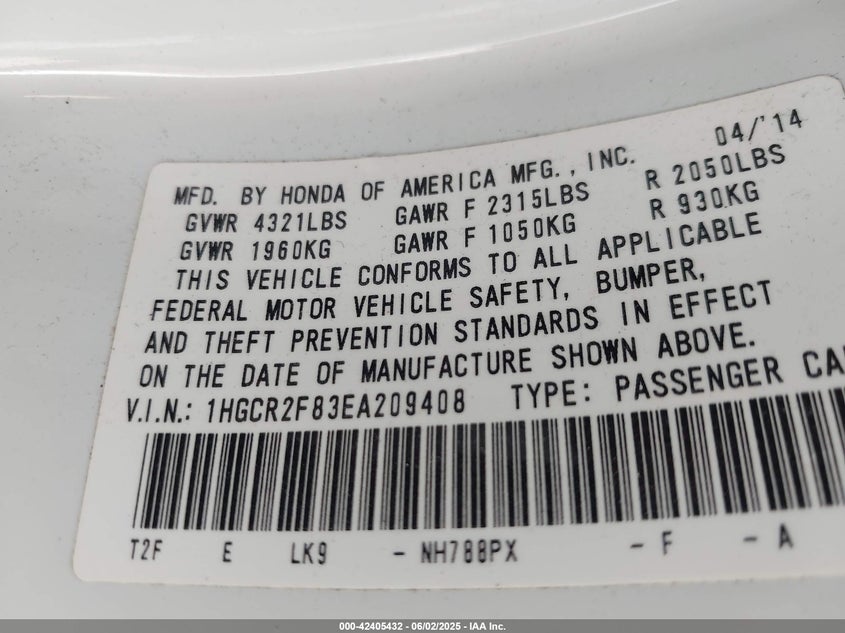 04/'14
MFD. BY HONDA OF AMERICA MFG., INC.
GVWR 4321LBS GAWR F 2315LBS R 2050LBS
GVWR 1960KG GAWR F 1050KG R 930KG
THIS VEHICLE CONFORMS TO ALL APPLICABLE
FEDERAL MOTOR VEHICLE SAFETY, BUMPER,
AND THEFT PREVENTION STANDARDS IN EFFECT
ON THE DATE OF MANUFACTURE SHOWN ABOVE.
V.I.N.: 1HGCR2F83EA209408 TYPE: PASSENGER CA
T2F E LK9 - NH788PX - F - A
000-42405432 - 06/02/2025 - IAA Inc.